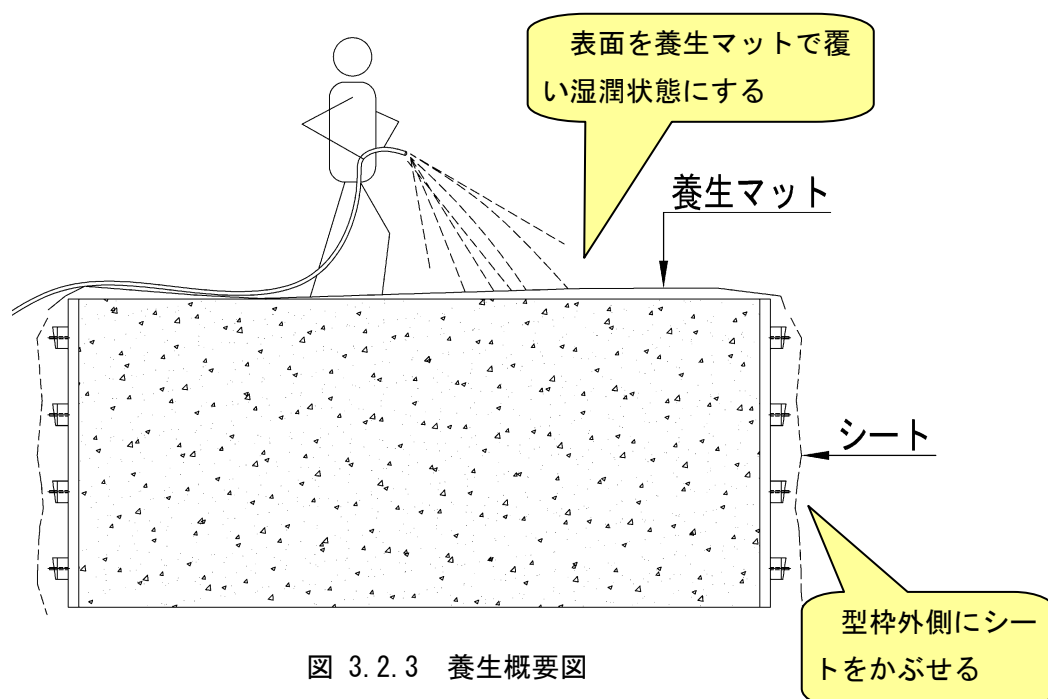 表面を養生マットで覆
い湿潤状態にする
養生マット
シート
型枠外側にシー
トをかぶせる
図 3.2.3 養生概要図